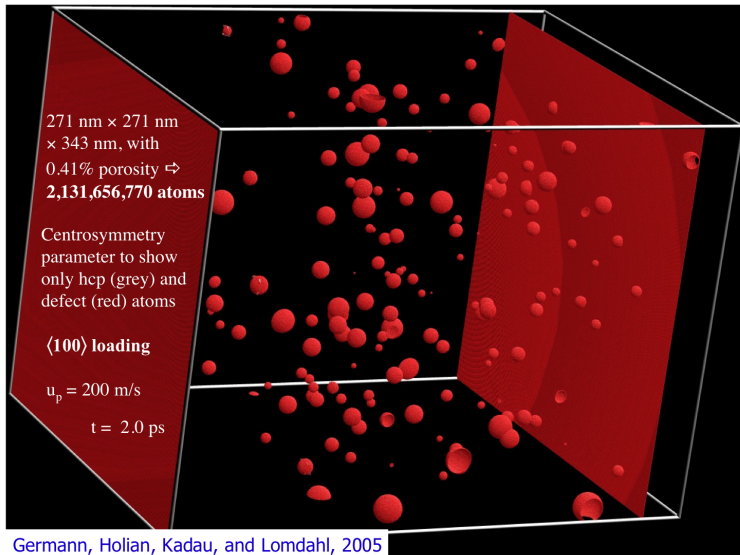 271 nm × 271 nm
× 343 nm, with
0.41% porosity ⇨
2,131,656,770 atoms
Centrosymmetry
parameter to show
only hcp (grey) and
defect (red) atoms
⟨100⟩ loading
uₚ = 200 m/s
t = 2.0 ps
Germann, Holian, Kadau, and Lomdahl, 2005